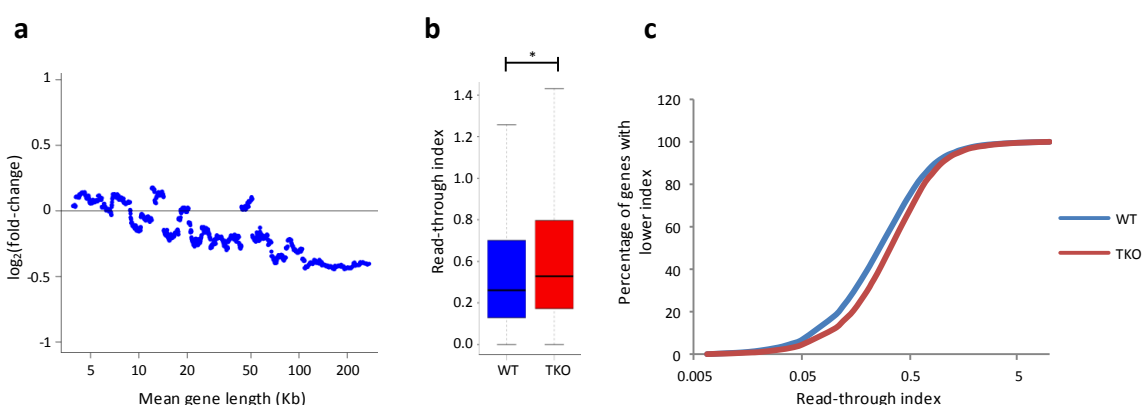 a
log₂(fold-change)
1
0.5
0
-0.5
-1
5 10 20 50 100 200
Mean gene length (Kb)
b
*
Read-through index
1.4
1.2
1.0
0.8
0.6
0.2
0.0
WT TKO
c
Percentage of genes with
lower index
120
100
80
60
40
20
0
0.005 0.05 0.5 5
Read-through index
WT
TKO